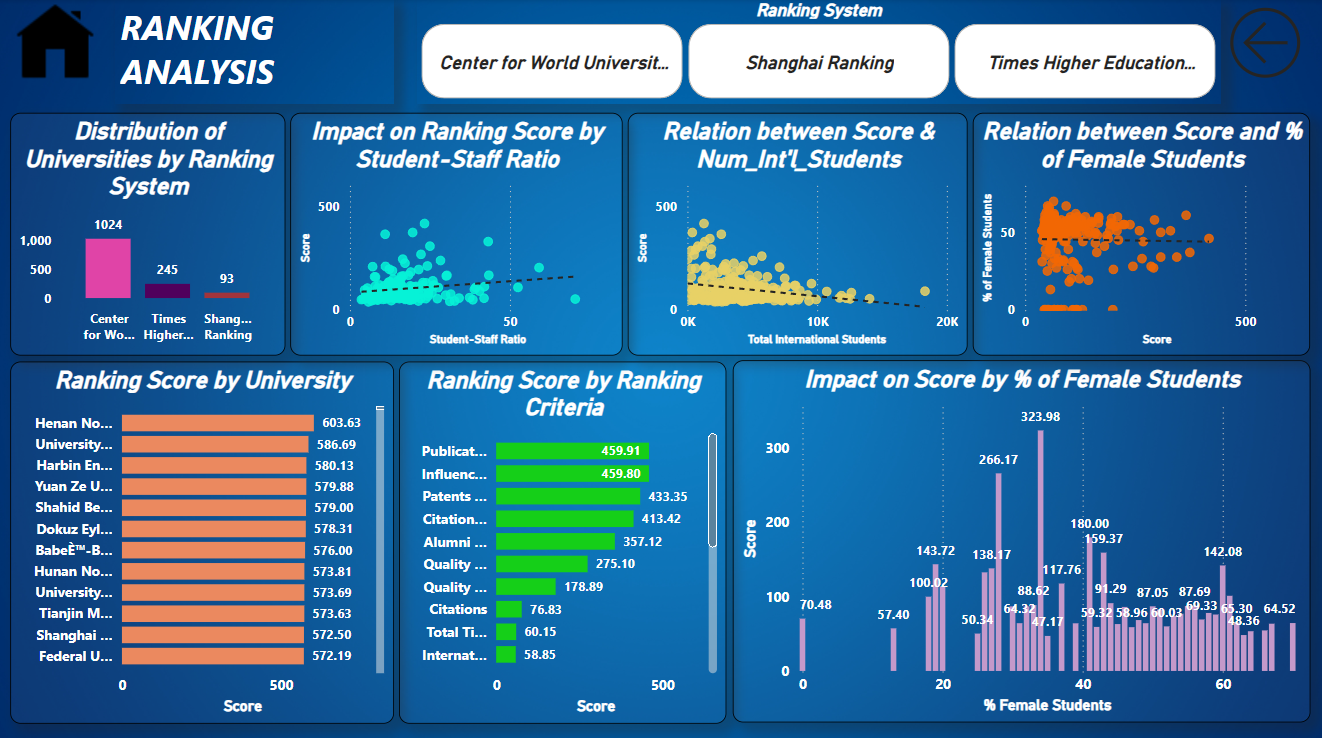 RANKING
ANALYSIS
Ranking System
Center for World Universit...
Shanghai Ranking
Times Higher Education...
Distribution of
Universities by Ranking
System
1024
245
93
1,000
500
0
Center
for Wo...
Times
Higher...
Shang...
Ranking
Impact on Ranking Score by
Student-Staff Ratio
500
0
Score
0
50
Student-Staff Ratio
Relation between Score &
Num_Int'l_Students
500
0
Score
0K
10K
20K
Total International Students
Relation between Score and %
of Female Students
% of Female Students
50
0
0
500
Score
Ranking Score by University
Henan No...
603.63
University...
586.69
Harbin En...
580.13
Yuan Ze U...
579.88
Shahid Be...
579.00
Dokuz Eyl...
578.31
BabeÈ™-B...
576.00
Hunan No...
573.81
University...
573.69
Tianjin M...
573.63
Shanghai ...
572.50
Federal U...
572.19
0
500
Score
Ranking Score by Ranking
Criteria
Publicat...
459.91
Influenc...
459.80
Patents ...
433.35
Citation...
413.42
Alumni ...
357.12
Quality ...
275.10
Quality ...
178.89
Citations
76.83
Total Ti...
60.15
Internat...
58.85
0
500
Score
Impact on Score by % of Female Students
Score
300
200
100
0
70.48
57.40
100.02
143.72
50.34
138.17
266.17
64.32
88.62
323.98
47.17
117.76
180.00
59.32
159.37
91.29
58.96
87.05
60.03
87.69
69.33
142.08
65.30
48.36
64.52
0
20
40
60
% Female Students